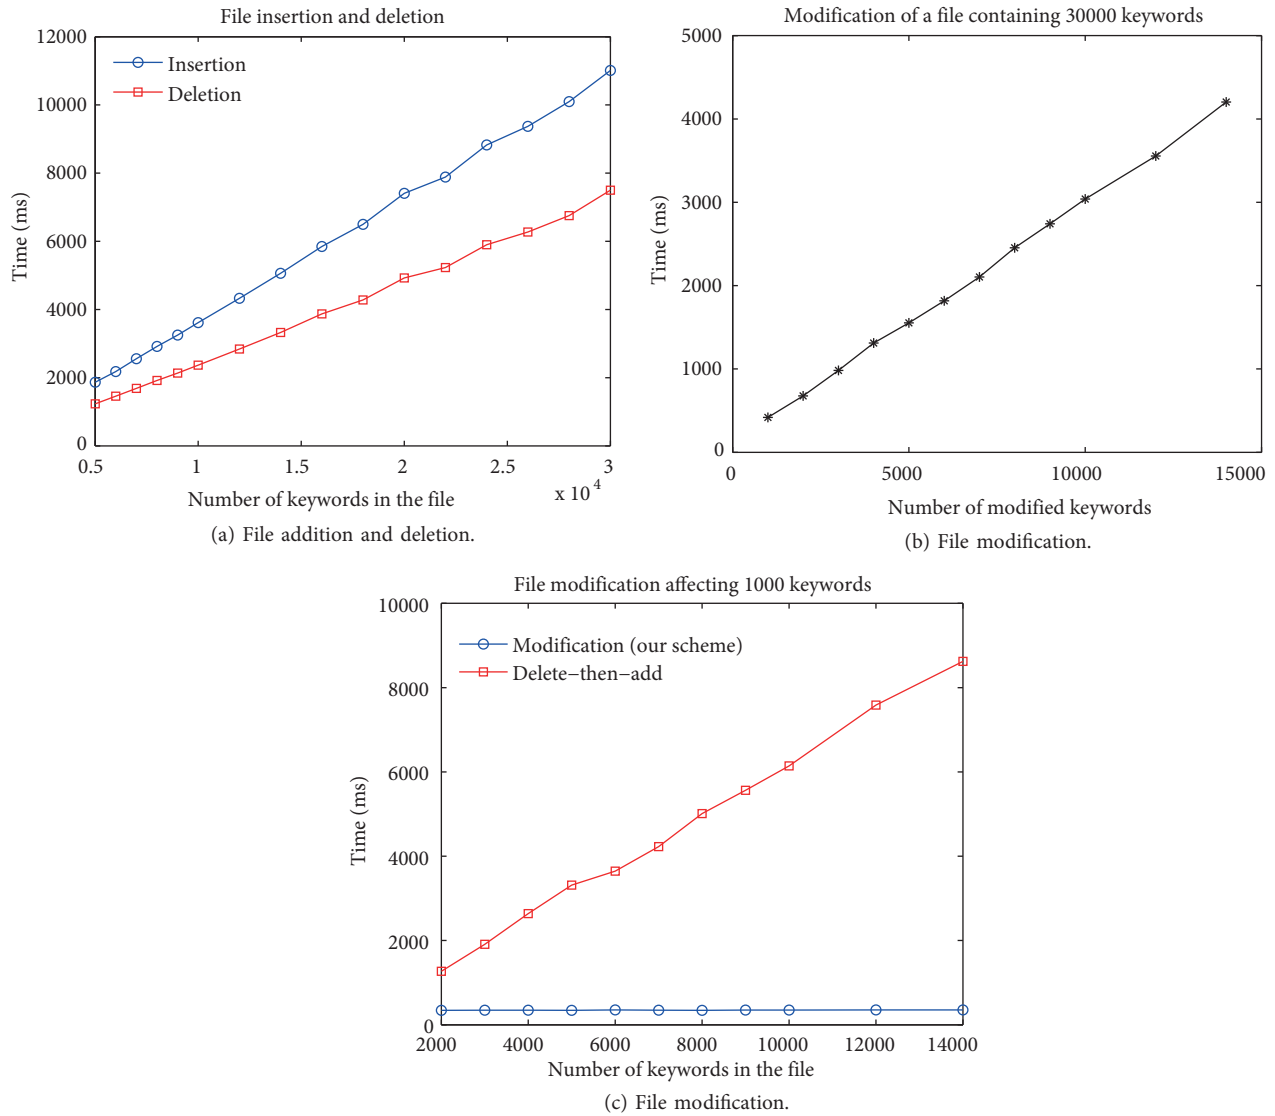 File insertion and deletion
12000
10000
8000
6000
4000
2000
0
Time (ms)
Insertion
Deletion
0.5 1 1.5 2 2.5 3
x 10 4
Number of keywords in the file
(a) File addition and deletion.
Modification of a file containing 30000 keywords
5000
4000
3000
2000
1000
0
Time (ms)
0 5000 10000 15000
Number of modified keywords
(b) File modification.
File modification affecting 1000 keywords
10000
8000
6000
4000
2000
0
Time (ms)
Modification (our scheme)
Delete−then−add
2000 4000 6000 8000 10000 12000 14000
Number of keywords in the file
(c) File modification.